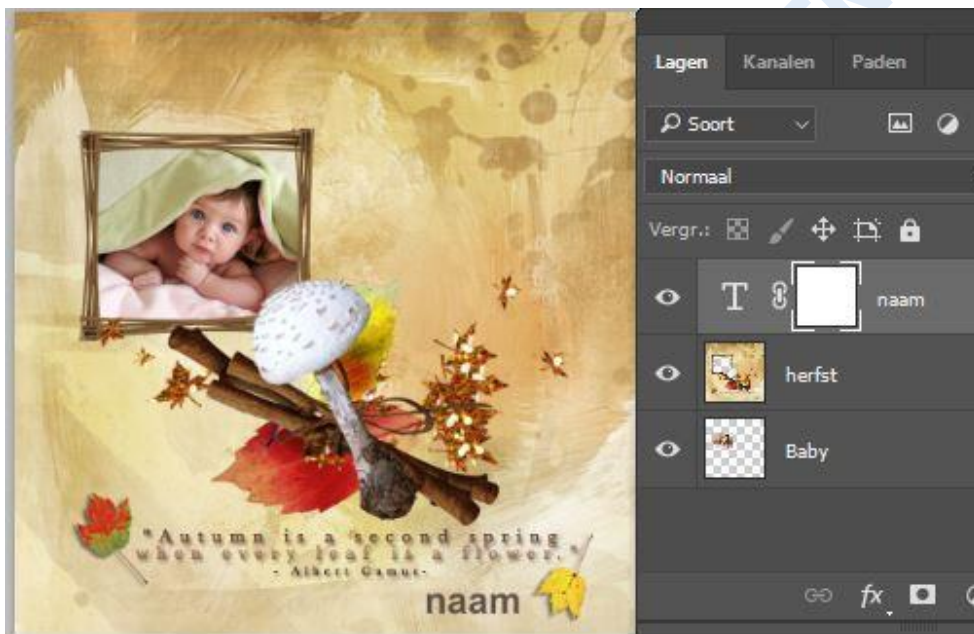 Lagen Kanalen Paden
Soort
Normaal
Vergr.:
T naam
herfst
Baby
fx
"Autumn is a second spring
when every leaf is a flower."
- Albert Camus-
naam